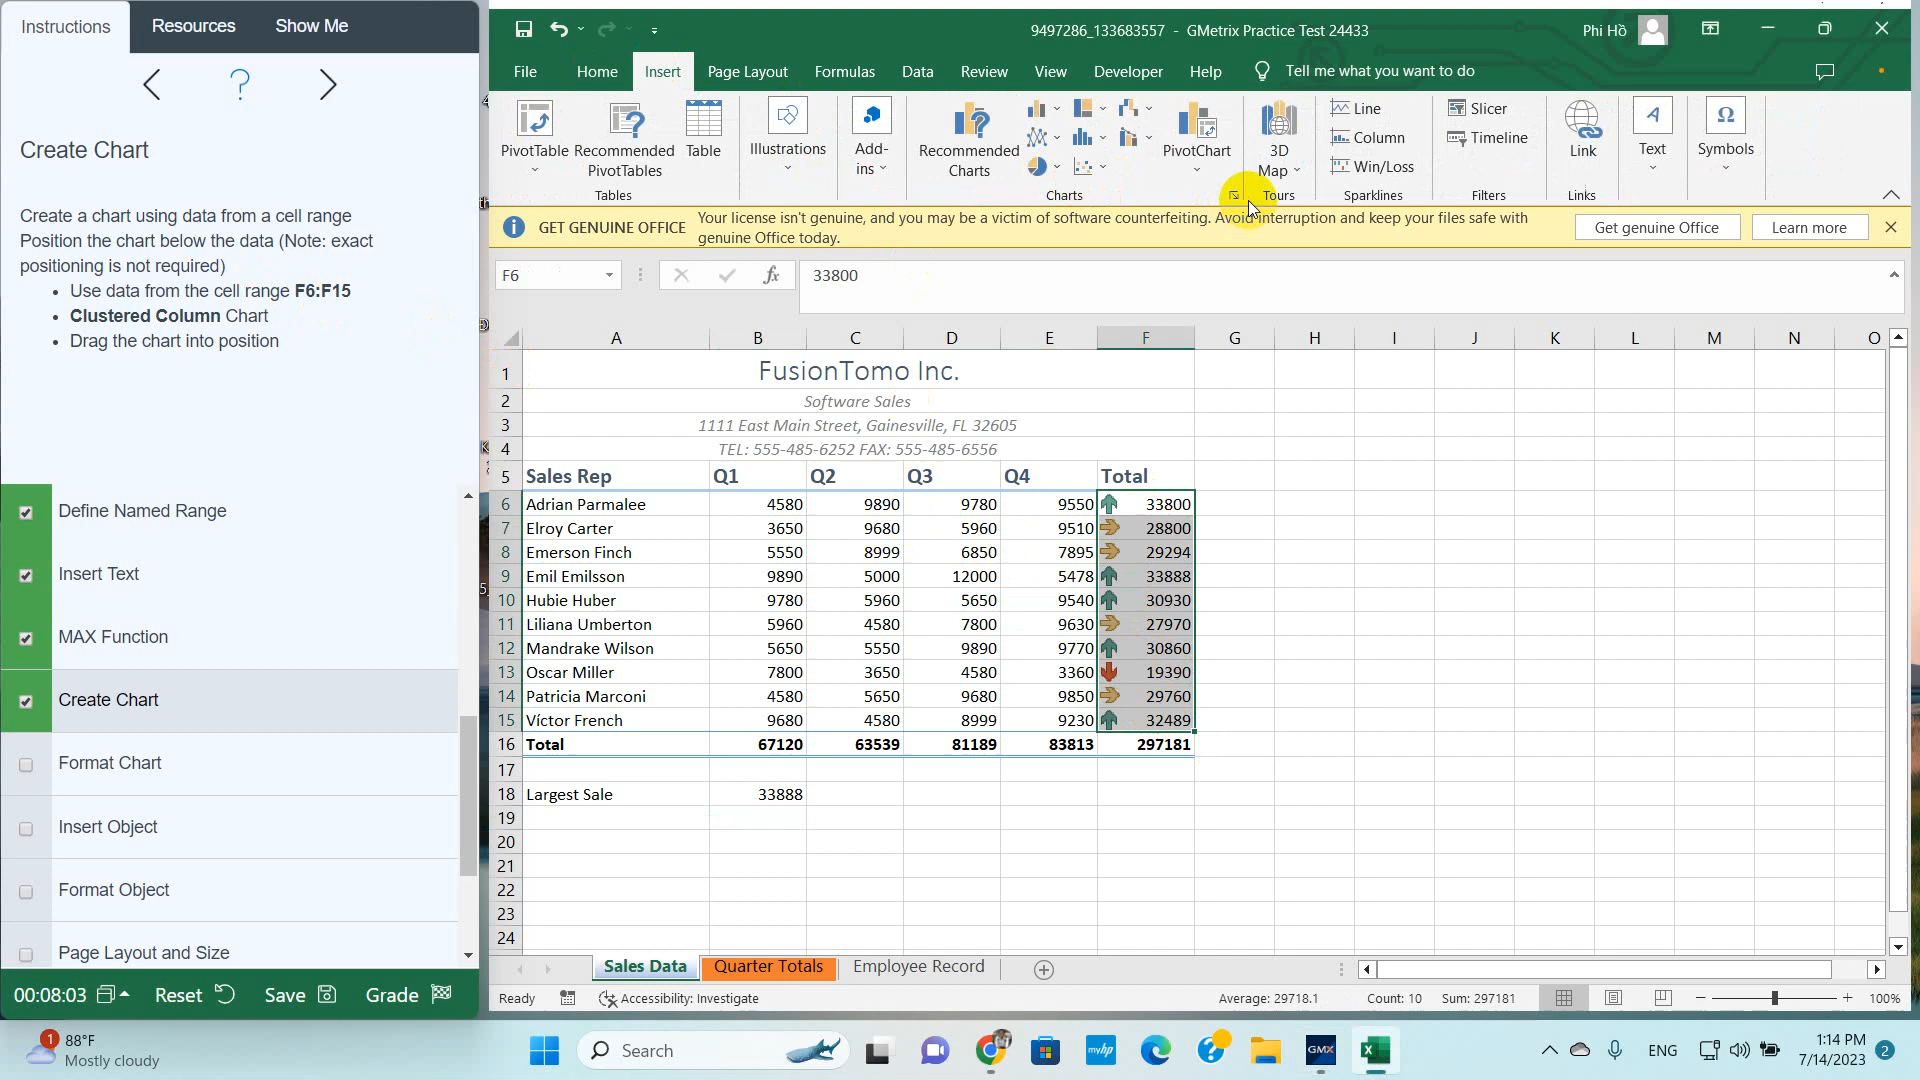 Instructions
Resources
Show Me
Create Chart
Create a chart using data from a cell range
Position the chart below the data (Note: exact
positioning is not required)
• Use data from the cell range F6:F15
• Clustered Column Chart
• Drag the chart into position
Define Named Range
Insert Text
MAX Function
Create Chart
Format Chart
Insert Object
Format Object
Page Layout and Size
00:08:03
Reset
Save
Grade
9497286_133683557 - GMetrix Practice Test 24433
Phi Hồ
File Home Insert Page Layout Formulas Data Review View Developer Help Tell me what you want to do
PivotTable
Recommended
PivotTables
Table
Tables
Illustrations
Add-
ins
Recommended
Charts
Charts
PivotChart
3D
Map
Tours
Line
Column
Win/Loss
Sparklines
Slicer
Timeline
Filters
Link
Links
Text
Symbols
GET GENUINE OFFICE
Your license isn't genuine, and you may be a victim of software counterfeiting. Avoid interruption and keep your files safe with
genuine Office today.
Get genuine Office
Learn more
F6
fx
33800
A B C D E F G H I J K L M N O
1 FusionTomo Inc.
2 Software Sales
3 1111 East Main Street, Gainesville, FL 32605
4 TEL: 555-485-6252 FAX: 555-485-6556
5 Sales Rep Q1 Q2 Q3 Q4 Total
6 Adrian Parmalee 4580 9890 9780 9550 33800
7 Elroy Carter 3650 9680 5960 9510 28800
8 Emerson Finch 5550 8999 6850 7895 29294
9 Emil Emilsson 9890 5000 12000 5478 33888
10 Hubie Huber 9780 5960 5650 9540 30930
11 Liliana Umberton 5960 4580 7800 9630 27970
12 Mandrake Wilson 5650 5550 9890 9770 30860
13 Oscar Miller 7800 3650 4580 3360 19390
14 Patricia Marconi 4580 5650 9680 9850 29760
15 Víctor French 9680 4580 8999 9230 32489
16 Total 67120 63539 81189 83813 297181
17
18 Largest Sale 33888
19
20
21
22
23
24
Sales Data
Quarter Totals
Employee Record
Ready
Accessibility: Investigate
Average: 29718.1 Count: 10 Sum: 297181
100%
1
88°F
Mostly cloudy
Search
myhp
GMX
ENG
1:14 PM
7/14/2023
2